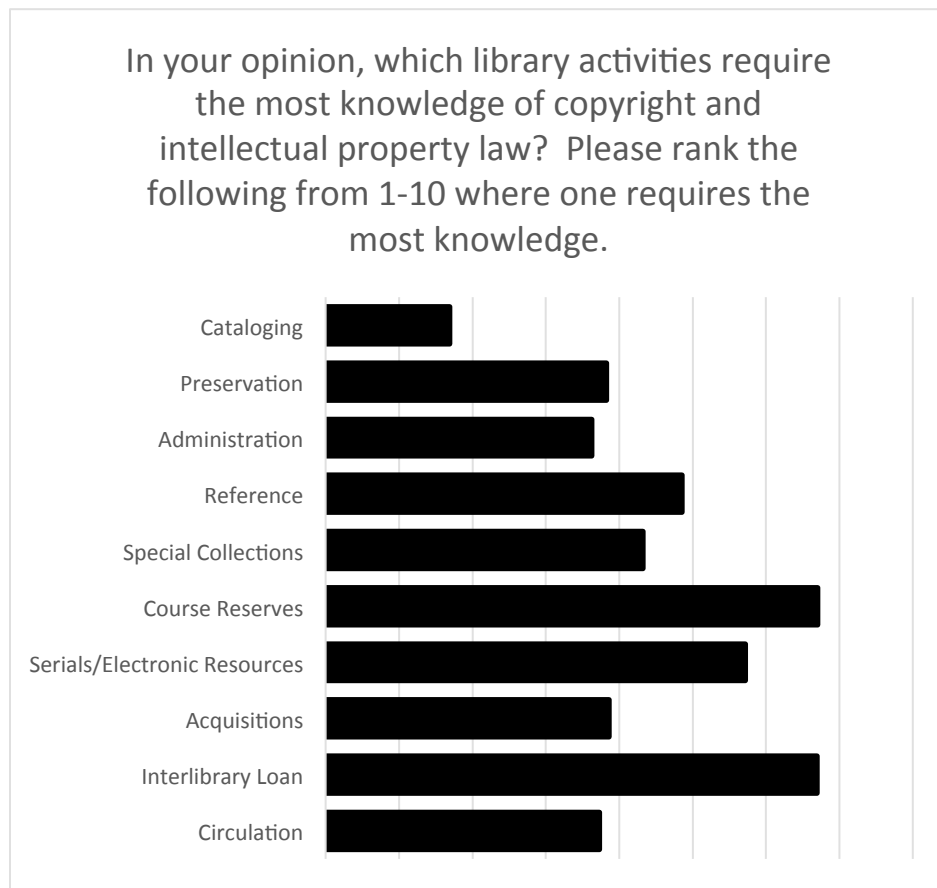 In your opinion, which library activities require
the most knowledge of copyright and
intellectual property law?  Please rank the
following from 1-10 where one requires the
most knowledge.
Cataloging
Preservation
Administration
Reference
Special Collections
Course Reserves
Serials/Electronic Resources
Acquisitions
Interlibrary Loan
Circulation